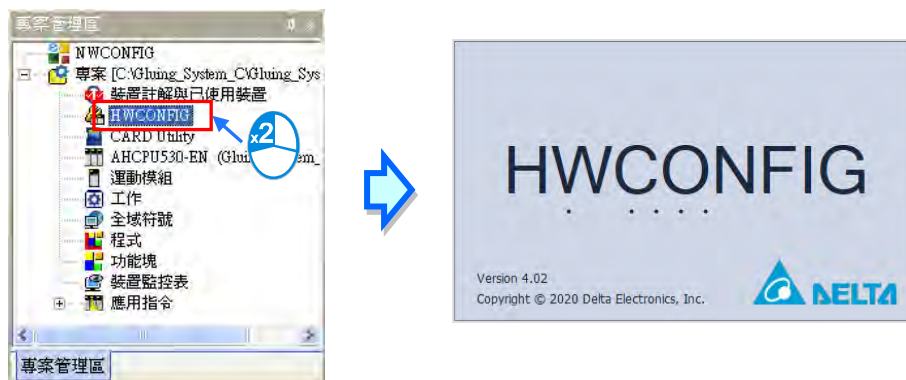 專案管理區
NWCONFIG
專案 [C:\Gluing_System_C\Gluing_Sys
裝置註解與已使用裝置
HWCONFIG
CARD Utility
x2
AHCPU530-EN (Glui em_
運動模組
工作
全域符號
程式
功能塊
裝置監控表
應用指令
專案管理區
HWCONFIG
Version 4.02
Copyright © 2020 Delta Electronics, Inc.
DELTA